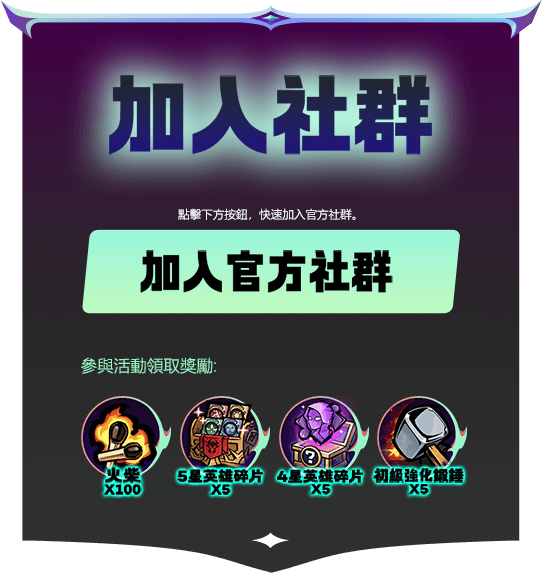 加入社群
點擊下方按鈕，快速加入官方社群。
加入官方社群
參與活動領取獎勵:
火柴
X100
5星英雄碎片
X5
4星英雄碎片
X5
初級強化鍛錘
X5
?